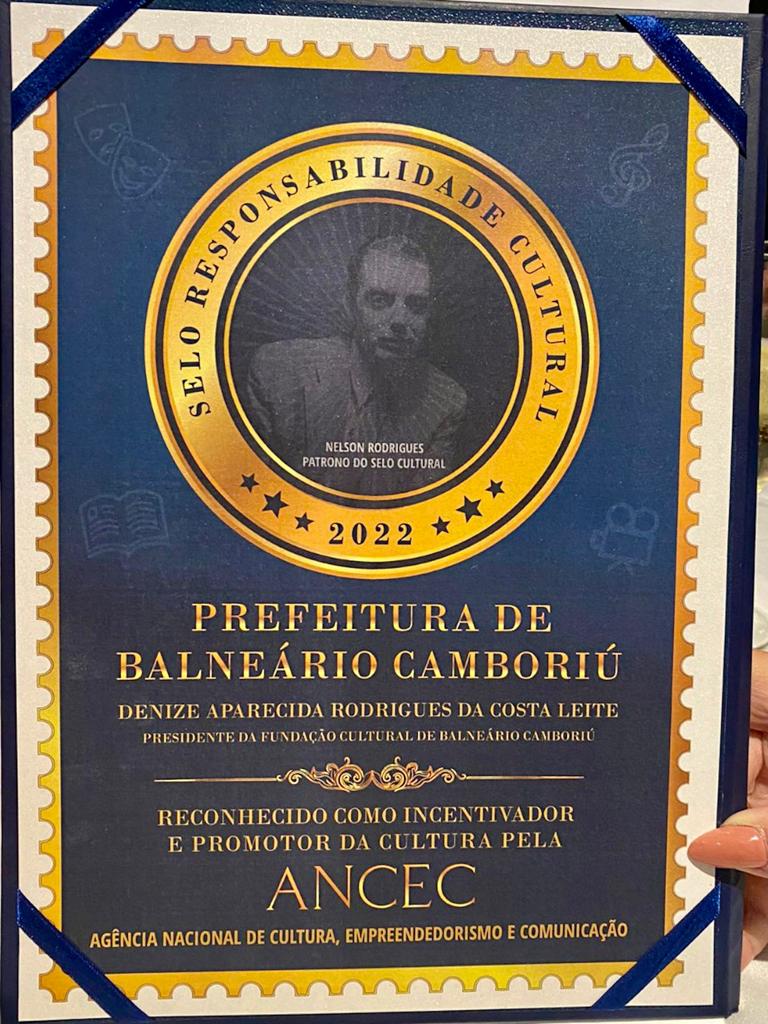 SELO RESPONSABILIDADE CULTURAL
NELSON RODRIGUES
PATRONO DO SELO CULTURAL
2022
PREFEITURA DE
BALNEÁRIO CAMBORIÚ
DENIZE APARECIDA RODRIGUES DA COSTA LEITE
PRESIDENTE DA FUNDAÇÃO CULTURAL DE BALNEÁRIO CAMBORIÚ
RECONHECIDO COMO INCENTIVADOR
E PROMOTOR DA CULTURA PELA
ANCEC
AGÊNCIA NACIONAL DE CULTURA, EMPREENDEDORISMO E COMUNICAÇÃO